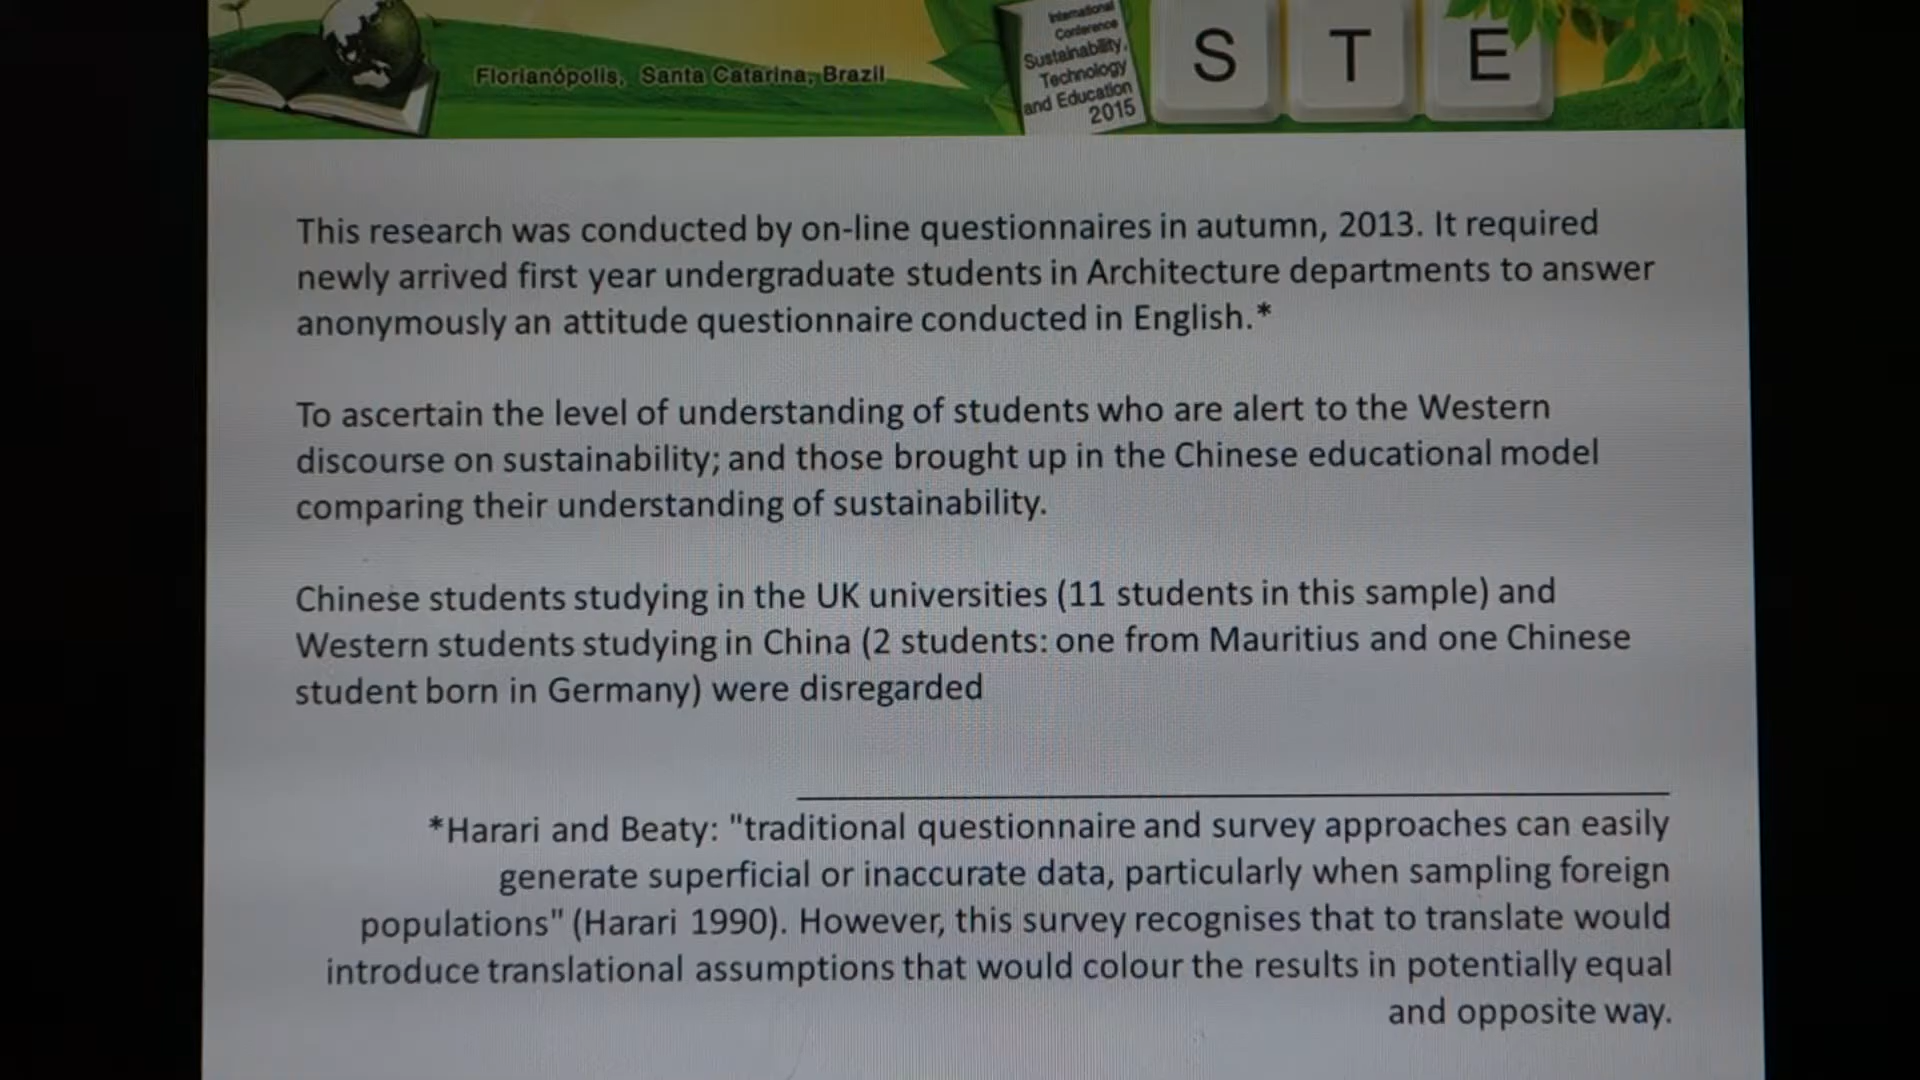 Florianópolis, Santa Catarina, Brazil
International
Conference
Sustainability,
Technology
and Education
2015
S T E
This research was conducted by on-line questionnaires in autumn, 2013. It required
newly arrived first year undergraduate students in Architecture departments to answer
anonymously an attitude questionnaire conducted in English.*
To ascertain the level of understanding of students who are alert to the Western
discourse on sustainability; and those brought up in the Chinese educational model
comparing their understanding of sustainability.
Chinese students studying in the UK universities (11 students in this sample) and
Western students studying in China (2 students: one from Mauritius and one Chinese
student born in Germany) were disregarded
*Harari and Beaty: "traditional questionnaire and survey approaches can easily
generate superficial or inaccurate data, particularly when sampling foreign
populations" (Harari 1990). However, this survey recognises that to translate would
introduce translational assumptions that would colour the results in potentially equal
and opposite way.